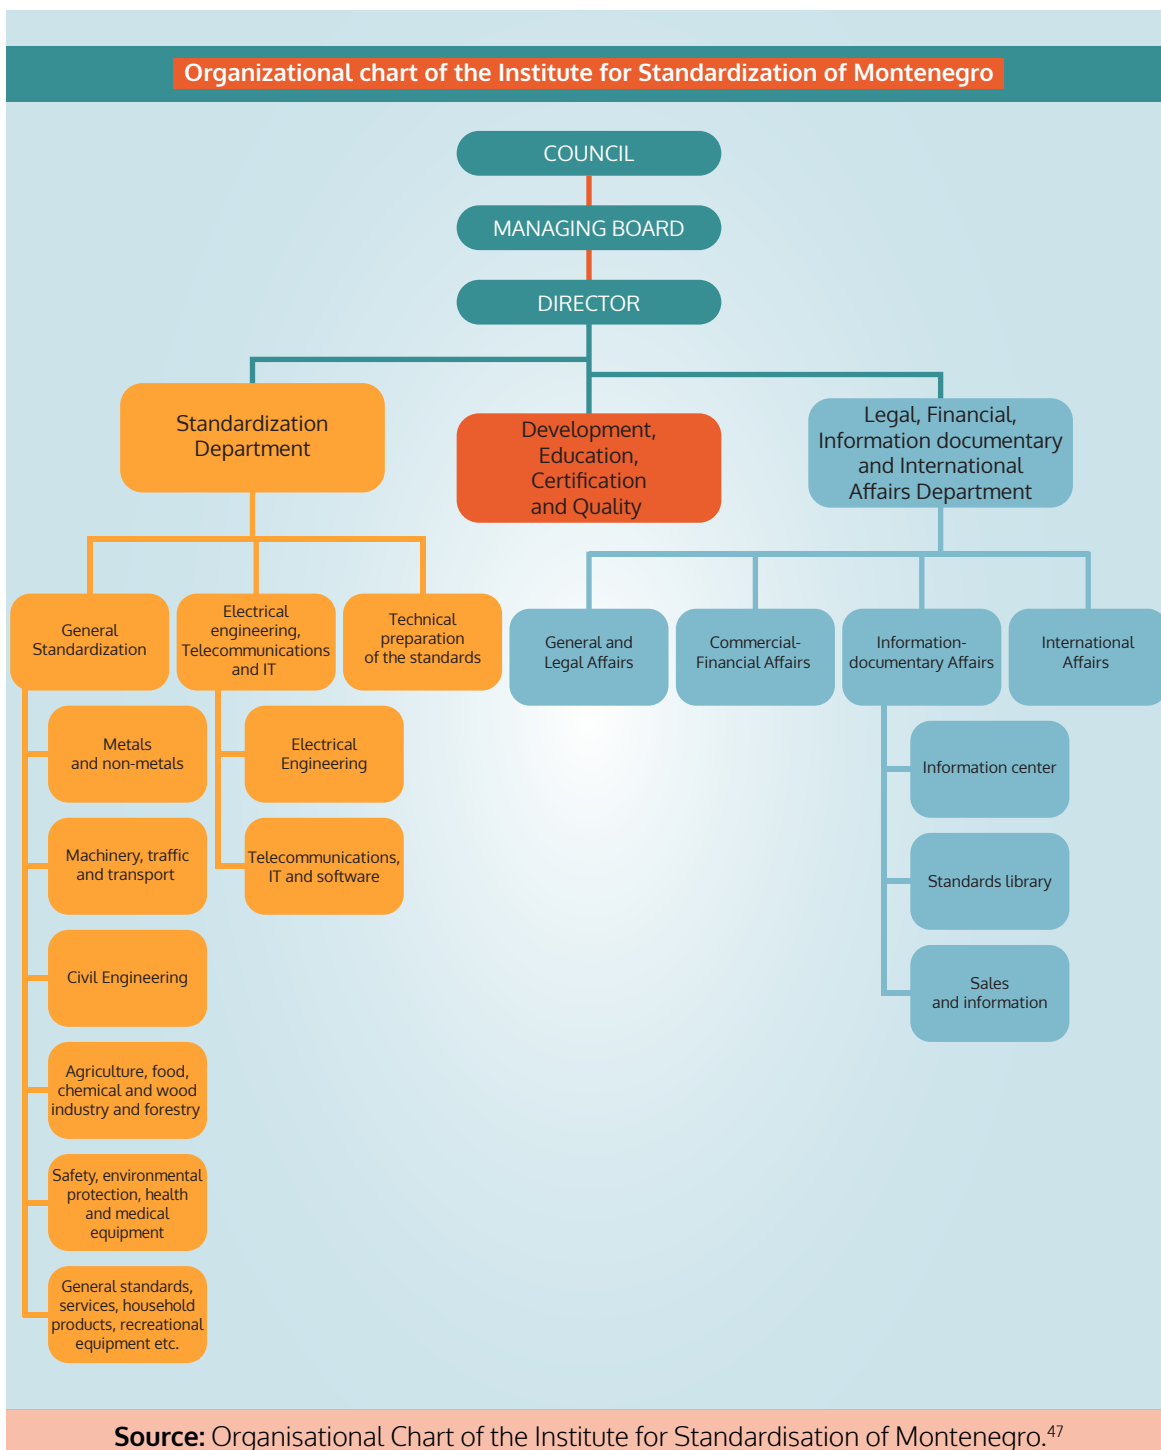 Organizational chart of the Institute for Standardization of Montenegro
COUNCIL
MANAGING BOARD
DIRECTOR
Standardization
Department
Development,
Education,
Certification
and Quality
Legal, Financial,
Information documentary
and International
Affairs Department
General
Standardization
Electrical
engineering,
Telecommunications
and IT
Technical
preparation
of the standards
General and
Legal Affairs
Commercial-
Financial Affairs
Information-
documentary Affairs
International
Affairs
Metals
and non-metals
Machinery, traffic
and transport
Civil Engineering
Agriculture, food,
chemical and wood
industry and forestry
Safety, environmental
protection, health
and medical
equipment
General standards,
services, household
products, recreational
equipment etc.
Electrical
Engineering
Telecommunications,
IT and software
Information center
Standards library
Sales
and information
Source: Organisational Chart of the Institute for Standardisation of Montenegro.47